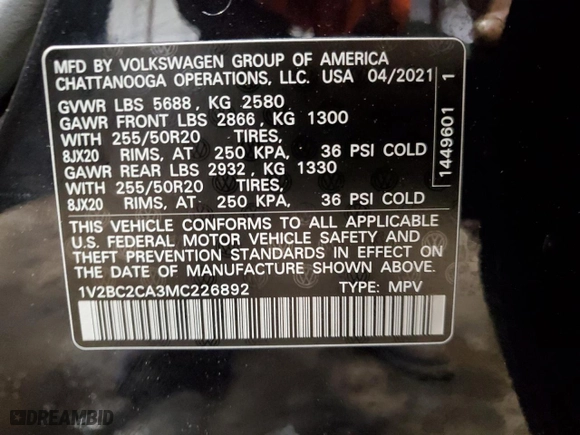 MFD BY VOLKSWAGEN GROUP OF AMERICA
CHATTANOOGA OPERATIONS, LLC. USA 04/2021
GVWR LBS 5688, KG 2580
GAWR FRONT LBS 2866, KG 1300
WITH 255/50R20 TIRES,
8JX20 RIMS, AT 250 KPA, 36 PSI COLD
GAWR REAR LBS 2932, KG 1330
WITH 255/50R20 TIRES,
8JX20 RIMS, AT 250 KPA, 36 PSI COLD
THIS VEHICLE CONFORMS TO ALL APPLICABLE
U.S. FEDERAL MOTOR VEHICLE SAFETY AND
THEFT PREVENTION STANDARDS IN EFFECT ON
DATE OF MANUFACTURE SHOWN ABOVE.
1V2BC2CA3MC226892 TYPE: MPV
1449601 1
DREAMBID